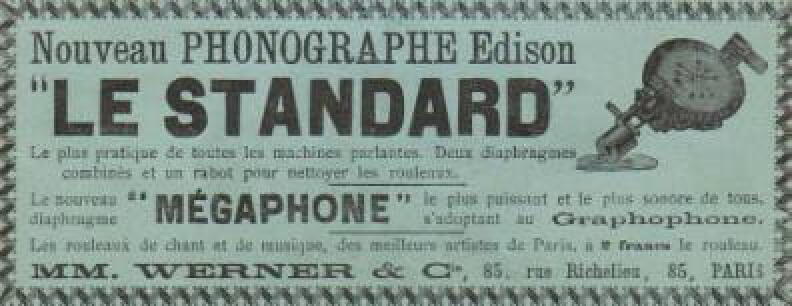 Nouveau PHONOGRAPHE Edison
"LE STANDARD"
Le plus pratique de toutes les machines parlantes. Deux diaphragmes
combinés et un rabot pour nettoyer les rouleaux.
Le nouveau diaphragme "MÉGAPHONE" le plus puissant et le plus sonore de tous,
s'adoptant au Graphophone.
Les rouleaux de chant et de musique, des meilleurs artistes de Paris, à 2 francs le rouleau.
MM. WERNER & Cie, 85, rue Richelieu, 85, PARIS